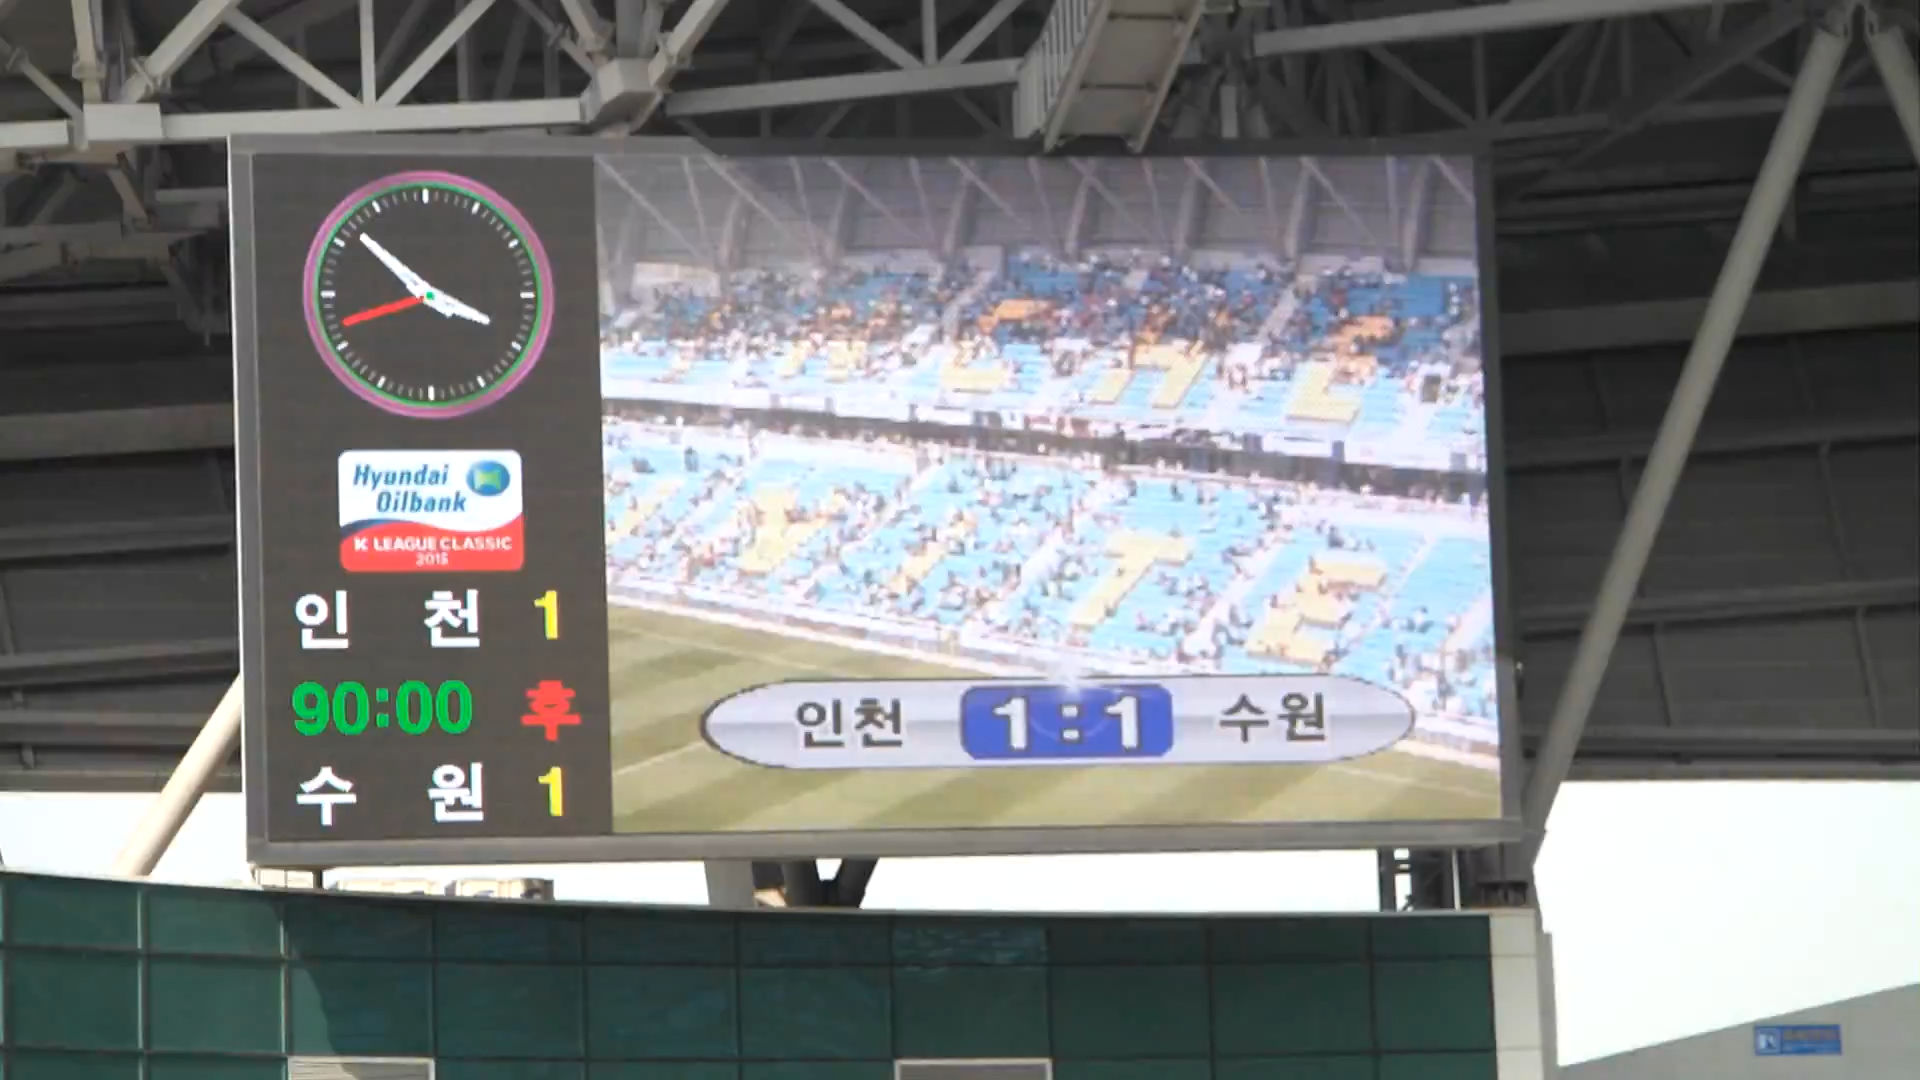 Hyundai
Oilbank
K LEAGUE CLASSIC
2015
인 천 1
90:00 후
수 원 1
인천 1 : 1 수원